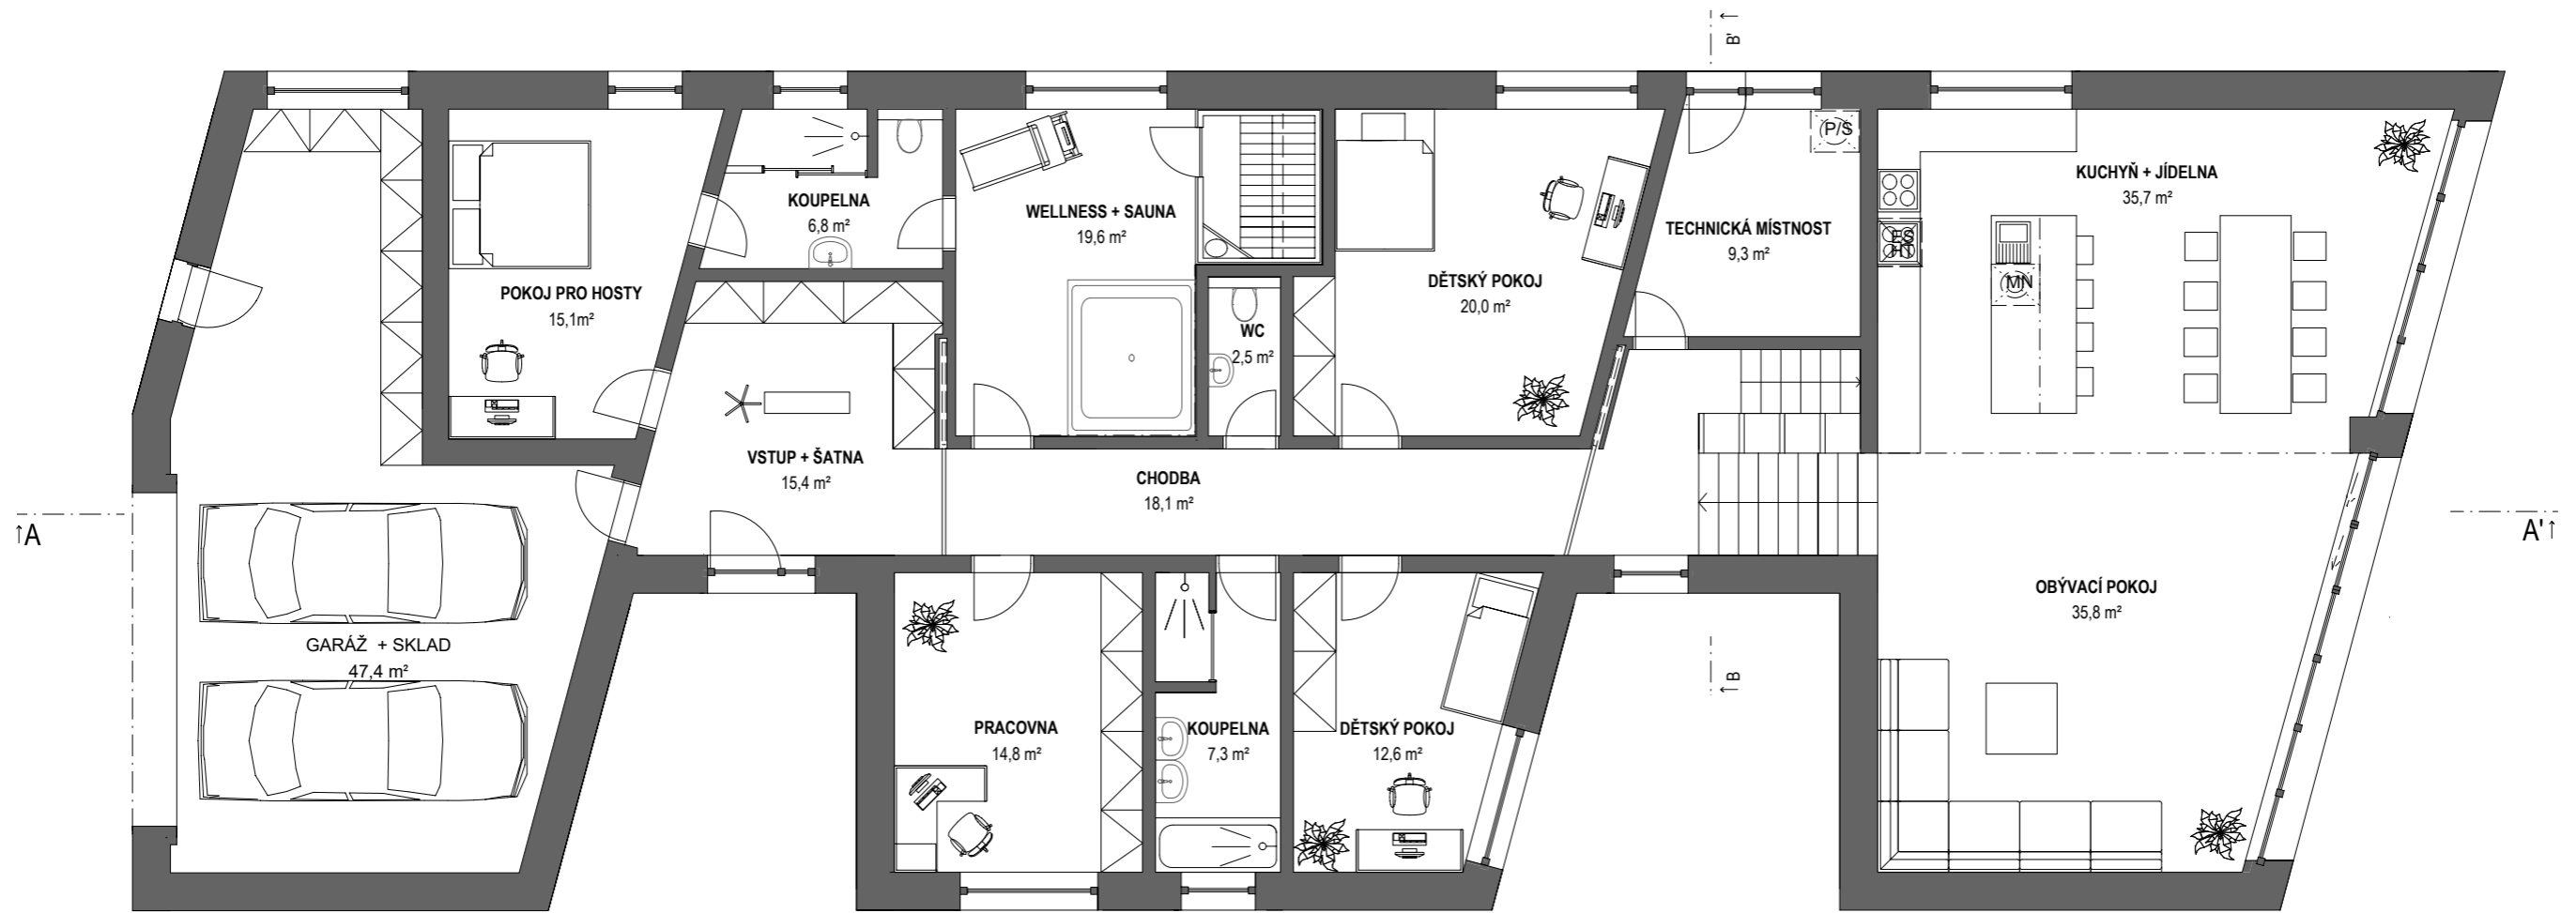 B'
P/S
KUCHYŇ + JÍDELNA
35,7 m²
KOUPELNA
6,8 m²
WELLNESS + SAUNA
19,6 m²
TECHNICKÁ MÍSTNOST
9,3 m²
POKOJ PRO HOSTY
15,1m²
DĚTSKÝ POKOJ
20,0 m²
MN
WC
2,5 m²
VSTUP + ŠATNA
15,4 m²
CHODBA
18,1 m²
A
A'
OBÝVACÍ POKOJ
35,8 m²
GARÁŽ + SKLAD
47,4 m²
B
PRACOVNA
14,8 m²
KOUPELNA
7,3 m²
DĚTSKÝ POKOJ
12,6 m²